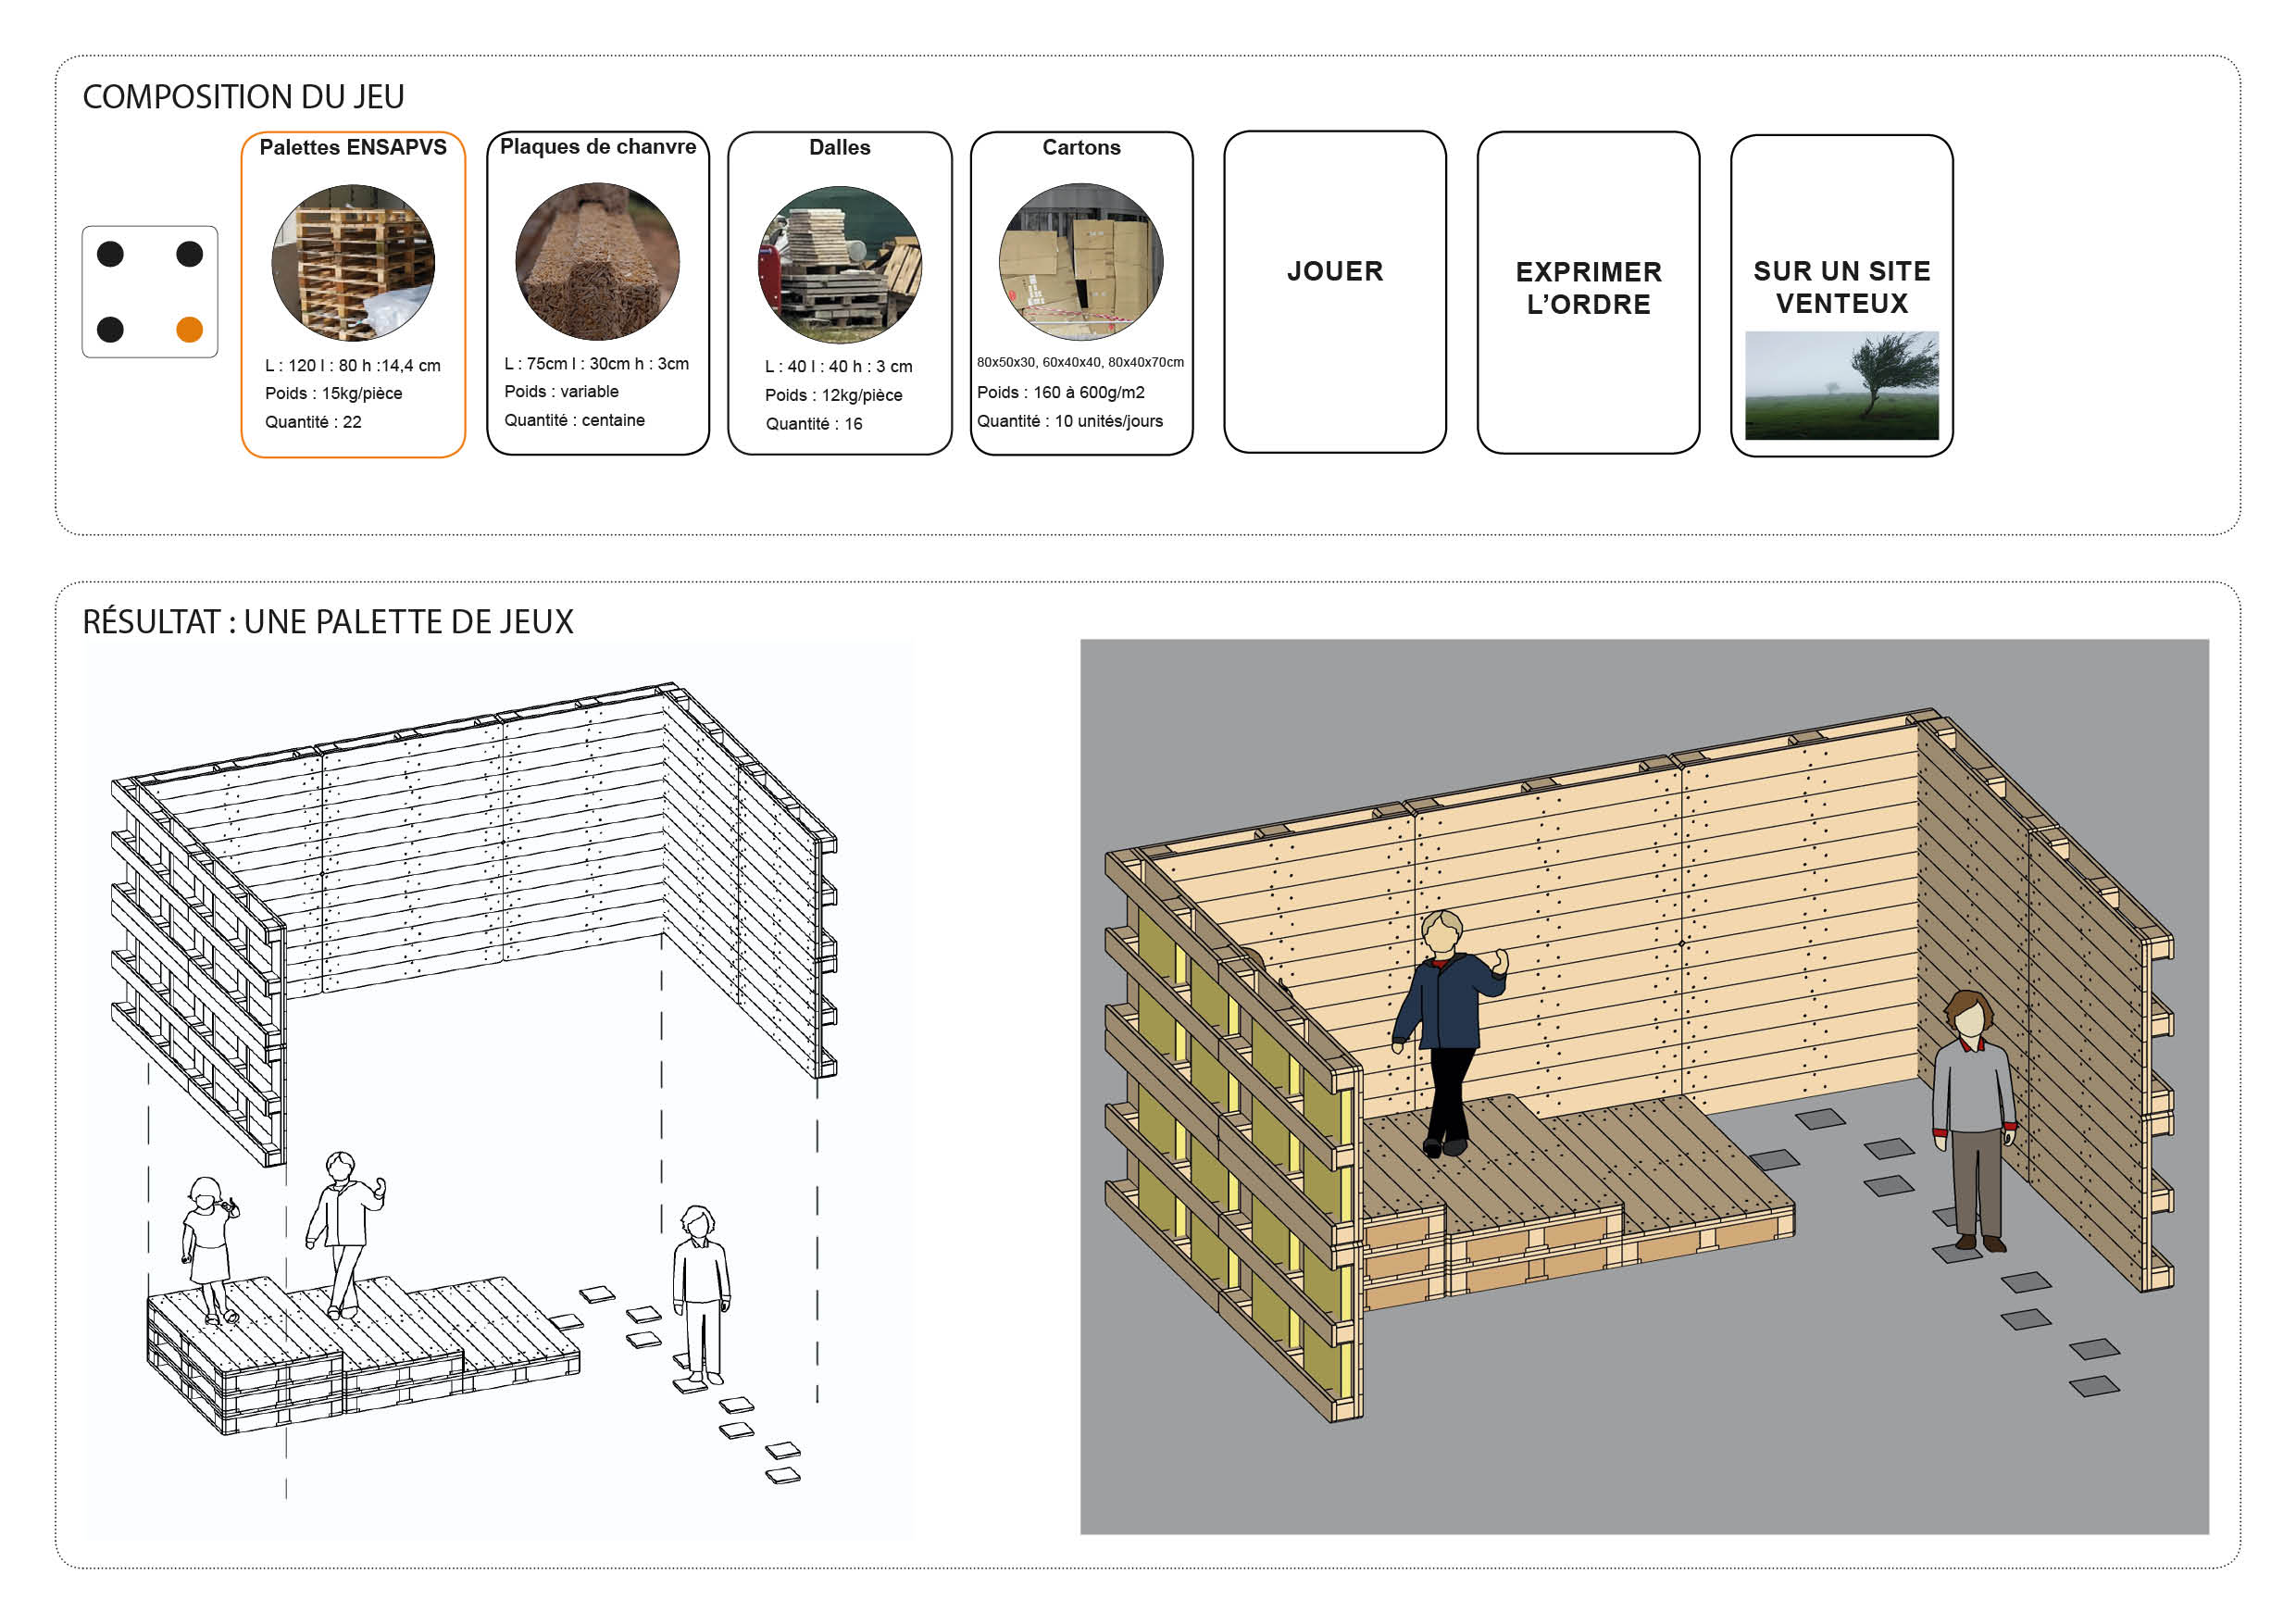 COMPOSITION DU JEU
Palettes ENSAPVS
L : 120 l : 80 h :14,4 cm
Poids : 15kg/pièce
Quantité : 22
Plaques de chanvre
L : 75cm l : 30cm h : 3cm
Poids : variable
Quantité : centaine
Dalles
L : 40 l : 40 h : 3 cm
Poids : 12kg/pièce
Quantité : 16
Cartons
80x50x30, 60x40x40, 80x40x70cm
Poids : 160 à 600g/m2
Quantité : 10 unités/jours
JOUER
EXPRIMER
L’ORDRE
SUR UN SITE
VENTEUX
RÉSULTAT : UNE PALETTE DE JEUX